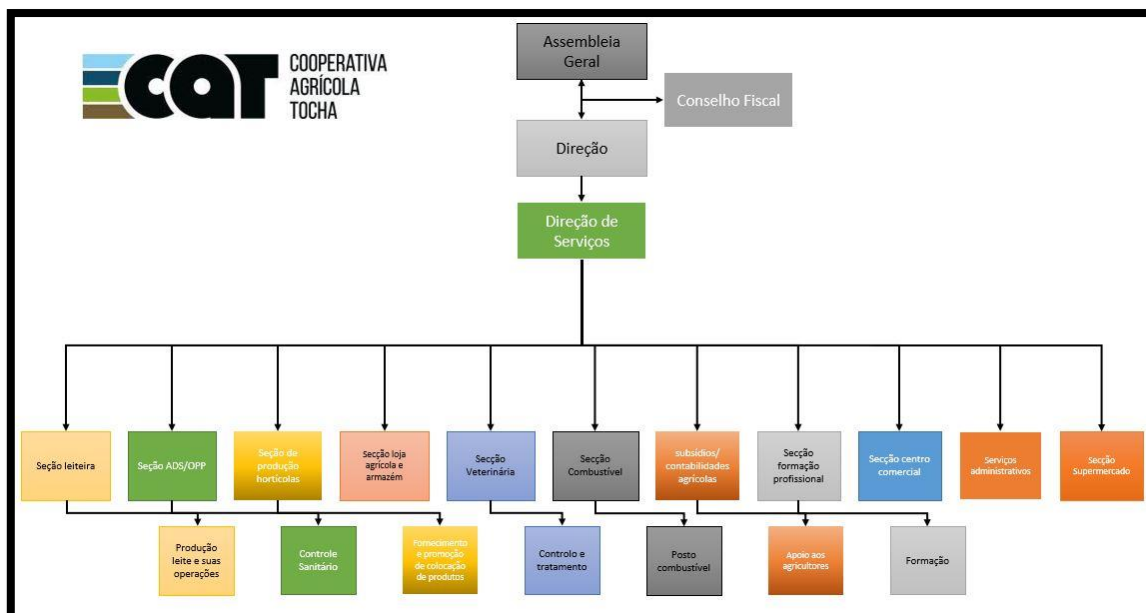 CAT
COOPERATIVA
AGRÍCOLA
TOCHA
Assembleia
Geral
Conselho Fiscal
Direção
Direção de
Serviços
Seção leiteira
Seção ADS/OPP
Seção de
produção
hortícolas
Secção loja
agrícola e
armazém
Secção
Veterinária
Secção
Combustível
subsídios/
contabilidades
agrícolas
Secção
formação
profissional
Secção centro
comercial
Serviços
administrativos
Secção
Supermercado
Produção
leite e suas
operações
Controle
Sanitário
Fornecimento
e promoção
de colocação
de produtos
Controlo e
tratamento
Posto
combustível
Apoio aos
agricultores
Formação